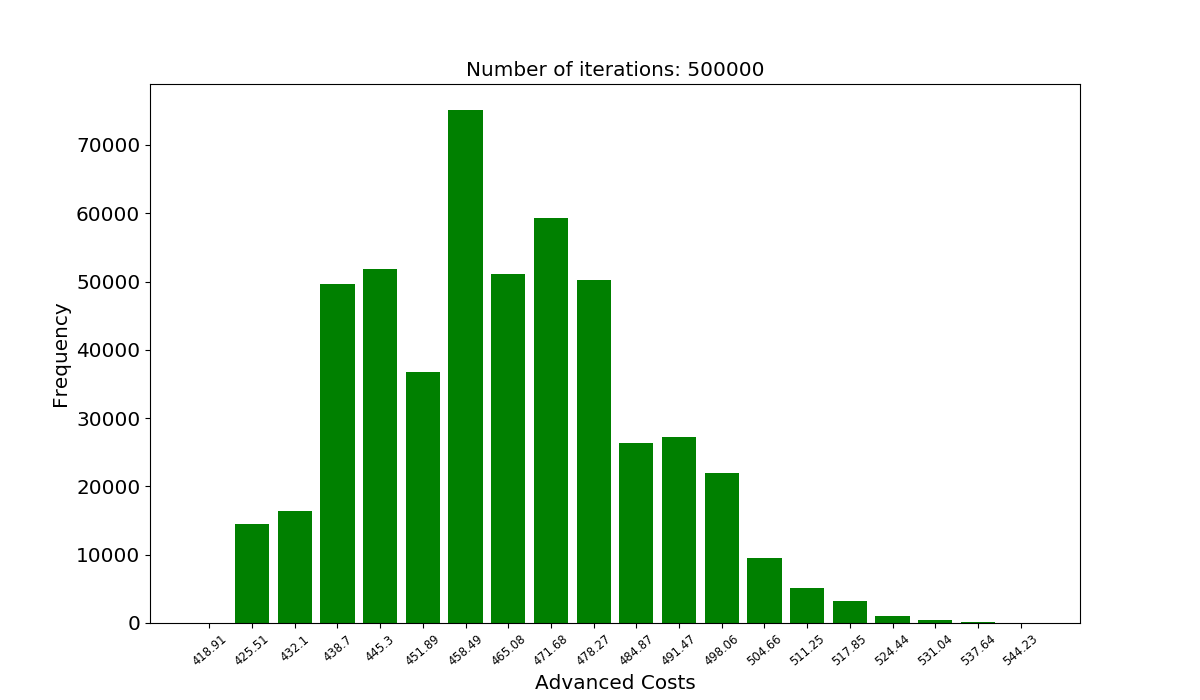 Number of iterations: 500000
Frequency
70000
60000
50000
40000
30000
20000
10000
0
418.91 425.51 432.1 438.7 445.3 451.89 458.49 465.08 471.68 478.27 484.87 491.47 498.06 504.66 511.25 517.85 524.44 531.04 537.64 544.23
Advanced Costs